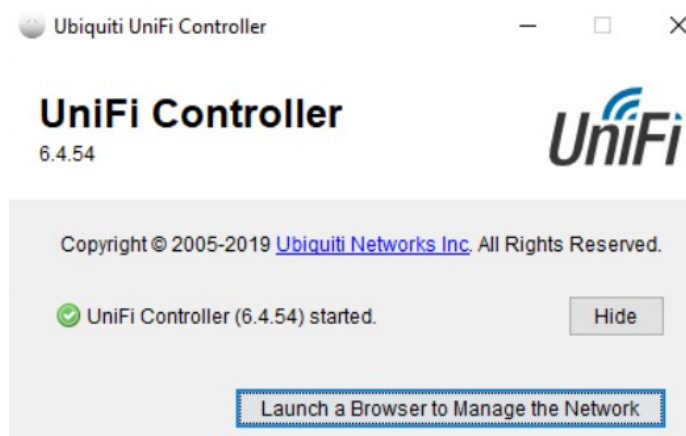 Ubiquiti UniFi Controller
UniFi Controller
6.4.54
UniFi
Copyright © 2005-2019 Ubiquiti Networks Inc. All Rights Reserved.
UniFi Controller (6.4.54) started.
Hide
Launch a Browser to Manage the Network